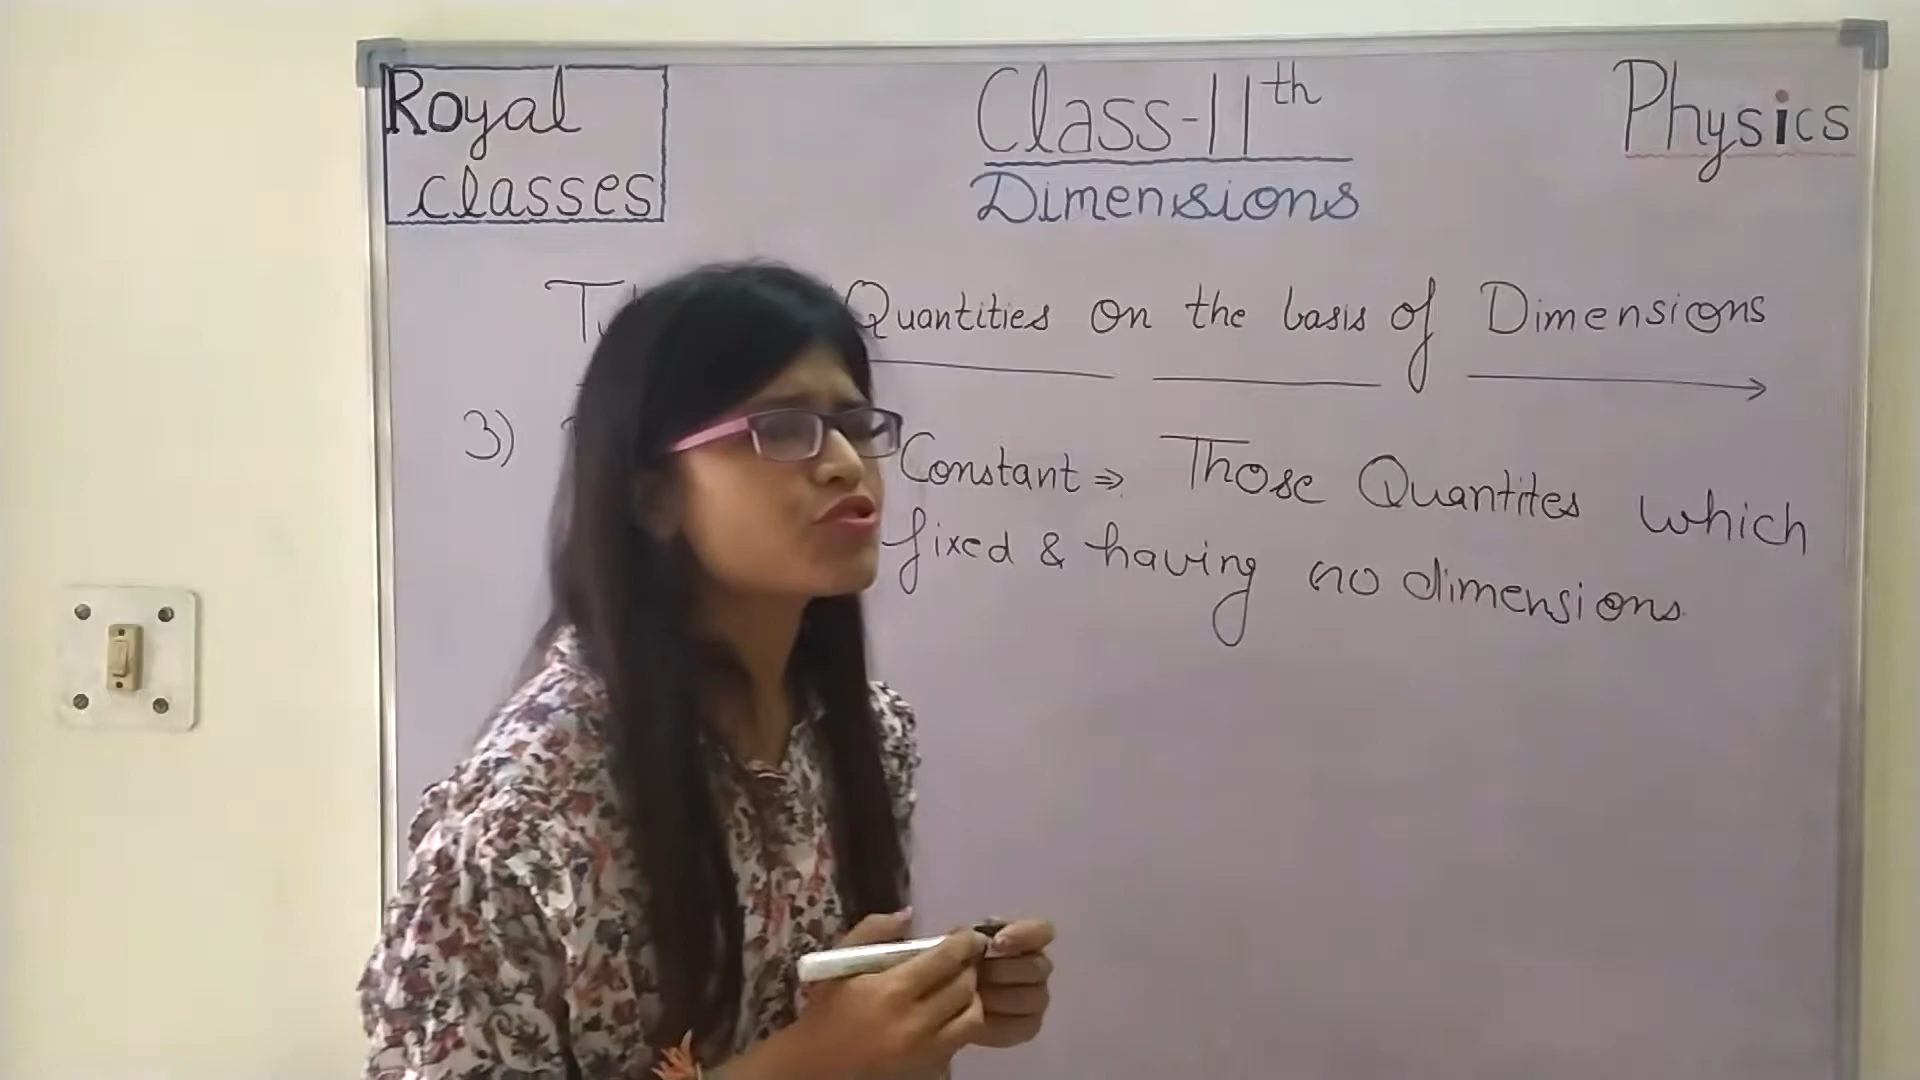 Royal
classes
Class-11th
Dimensions
Physics
Quantities on the basis of Dimensions
3) Constant ⇒ Those Quantites which
fixed & having no dimensions